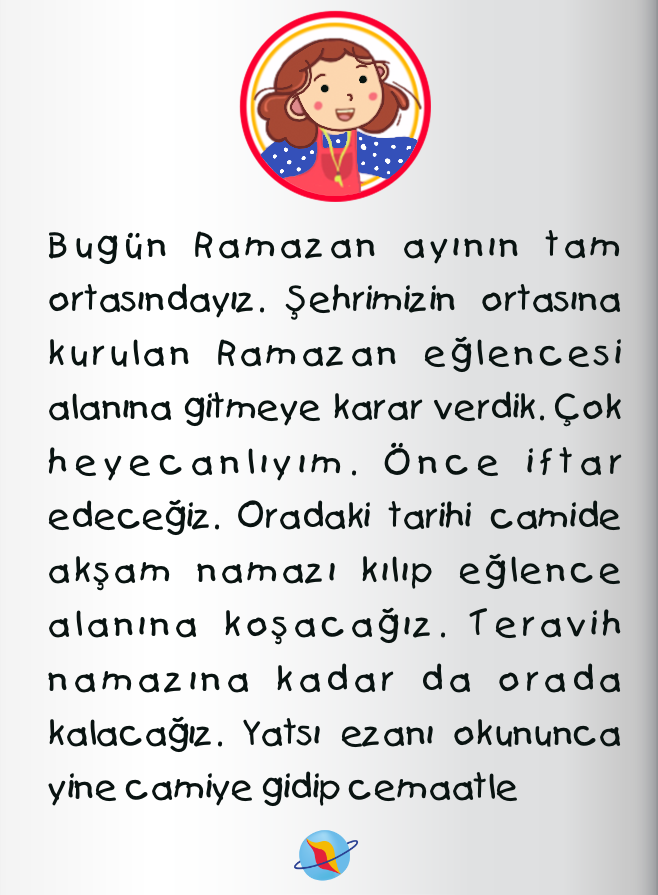 Bugün Ramazan ayının tam
ortasındayız. Şehrimizin ortasına
kurulan Ramazan eğlencesi
alanına gitmeye karar verdik. Çok
heyecanlıyım. Önce iftar
edeceğiz. Oradaki tarihi camide
akşam namazı kılıp eğlence
alanına koşacağız. Teravih
namazına kadar da orada
kalacağız. Yatsı ezanı okununca
yine camiye gidip cemaatle